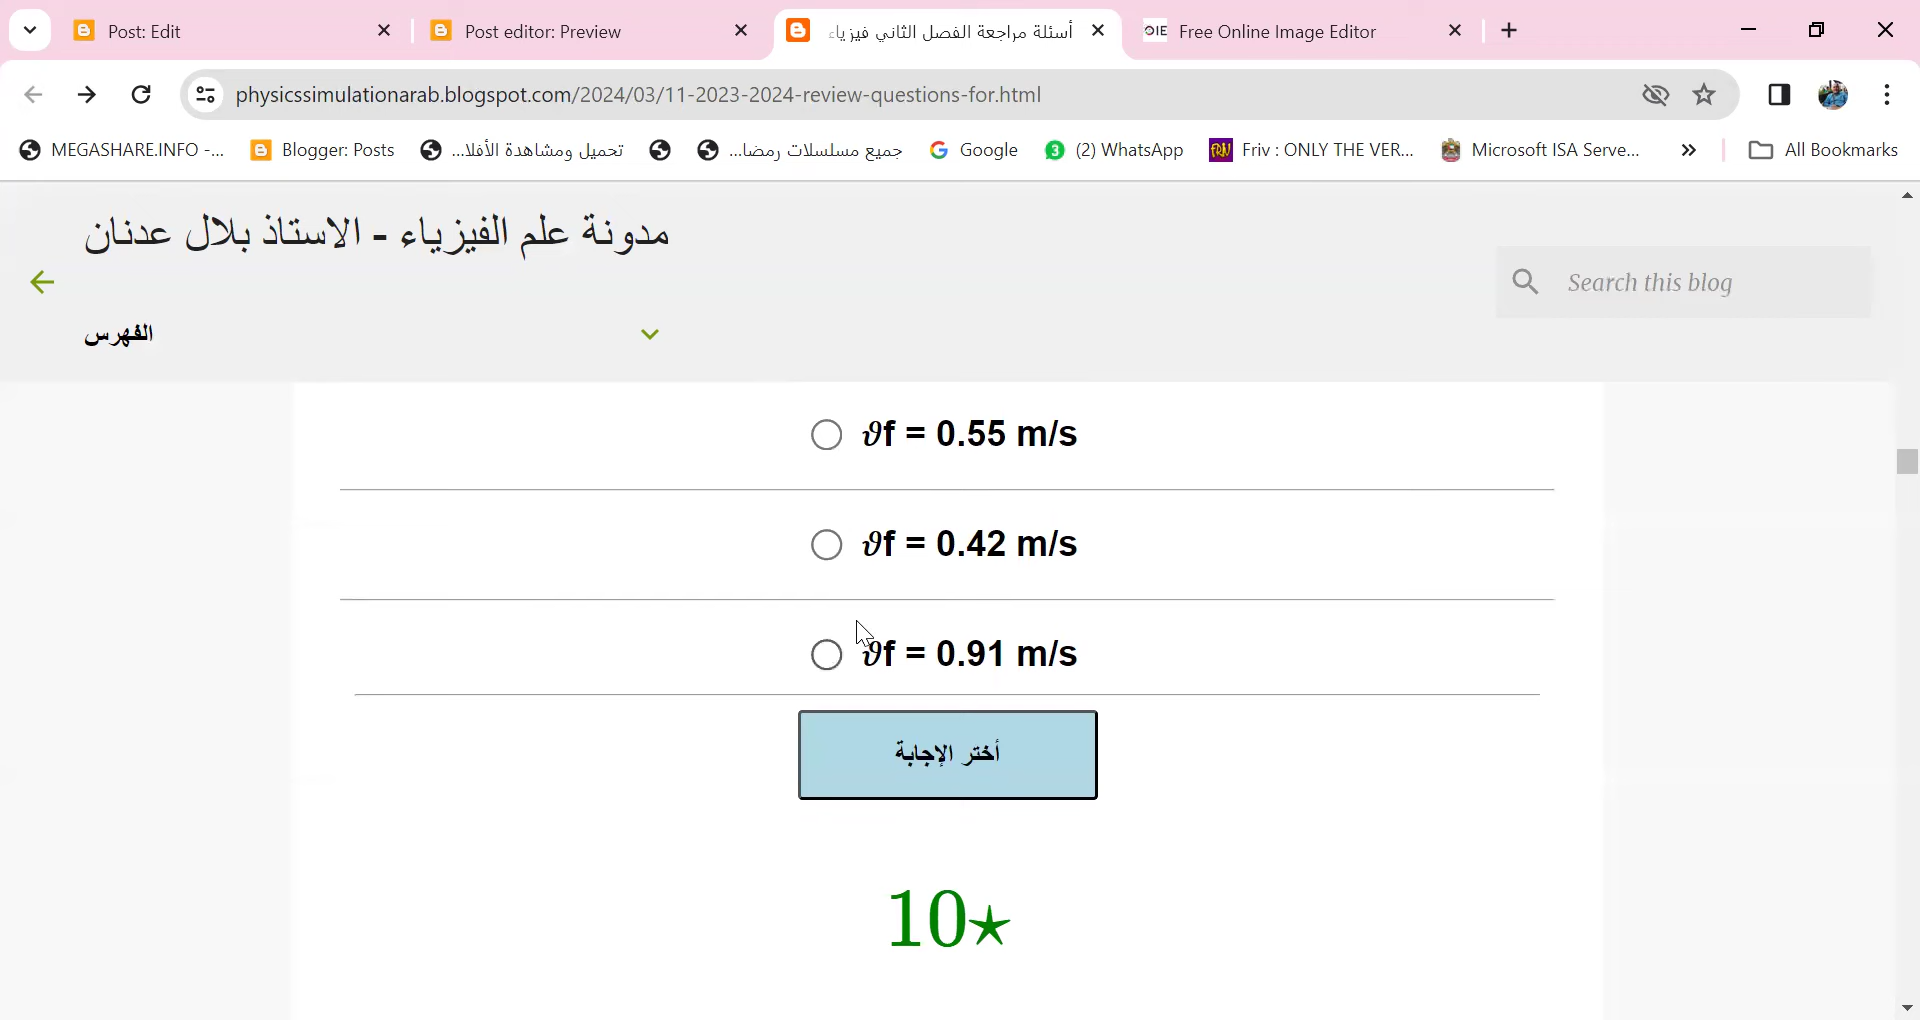 Post: Edit
Post editor: Preview
أسئلة مراجعة الفصل الثاني فيزياء
OIE Free Online Image Editor
physicssimulationarab.blogspot.com/2024/03/11-2023-2024-review-questions-for.html
MEGASHARE.INFO -...
Blogger: Posts
تحميل ومشاهدة الأفلا...
جميع مسلسلات رمضا...
Google
3 (2) WhatsApp
Friv : ONLY THE VER...
Microsoft ISA Serve...
»
All Bookmarks
مدونة علم الفيزياء - الاستاذ بلال عدنان
Search this blog
الفهرس
𝜗f = 0.55 m/s
𝜗f = 0.42 m/s
𝜗f = 0.91 m/s
أختر الإجابة
10★